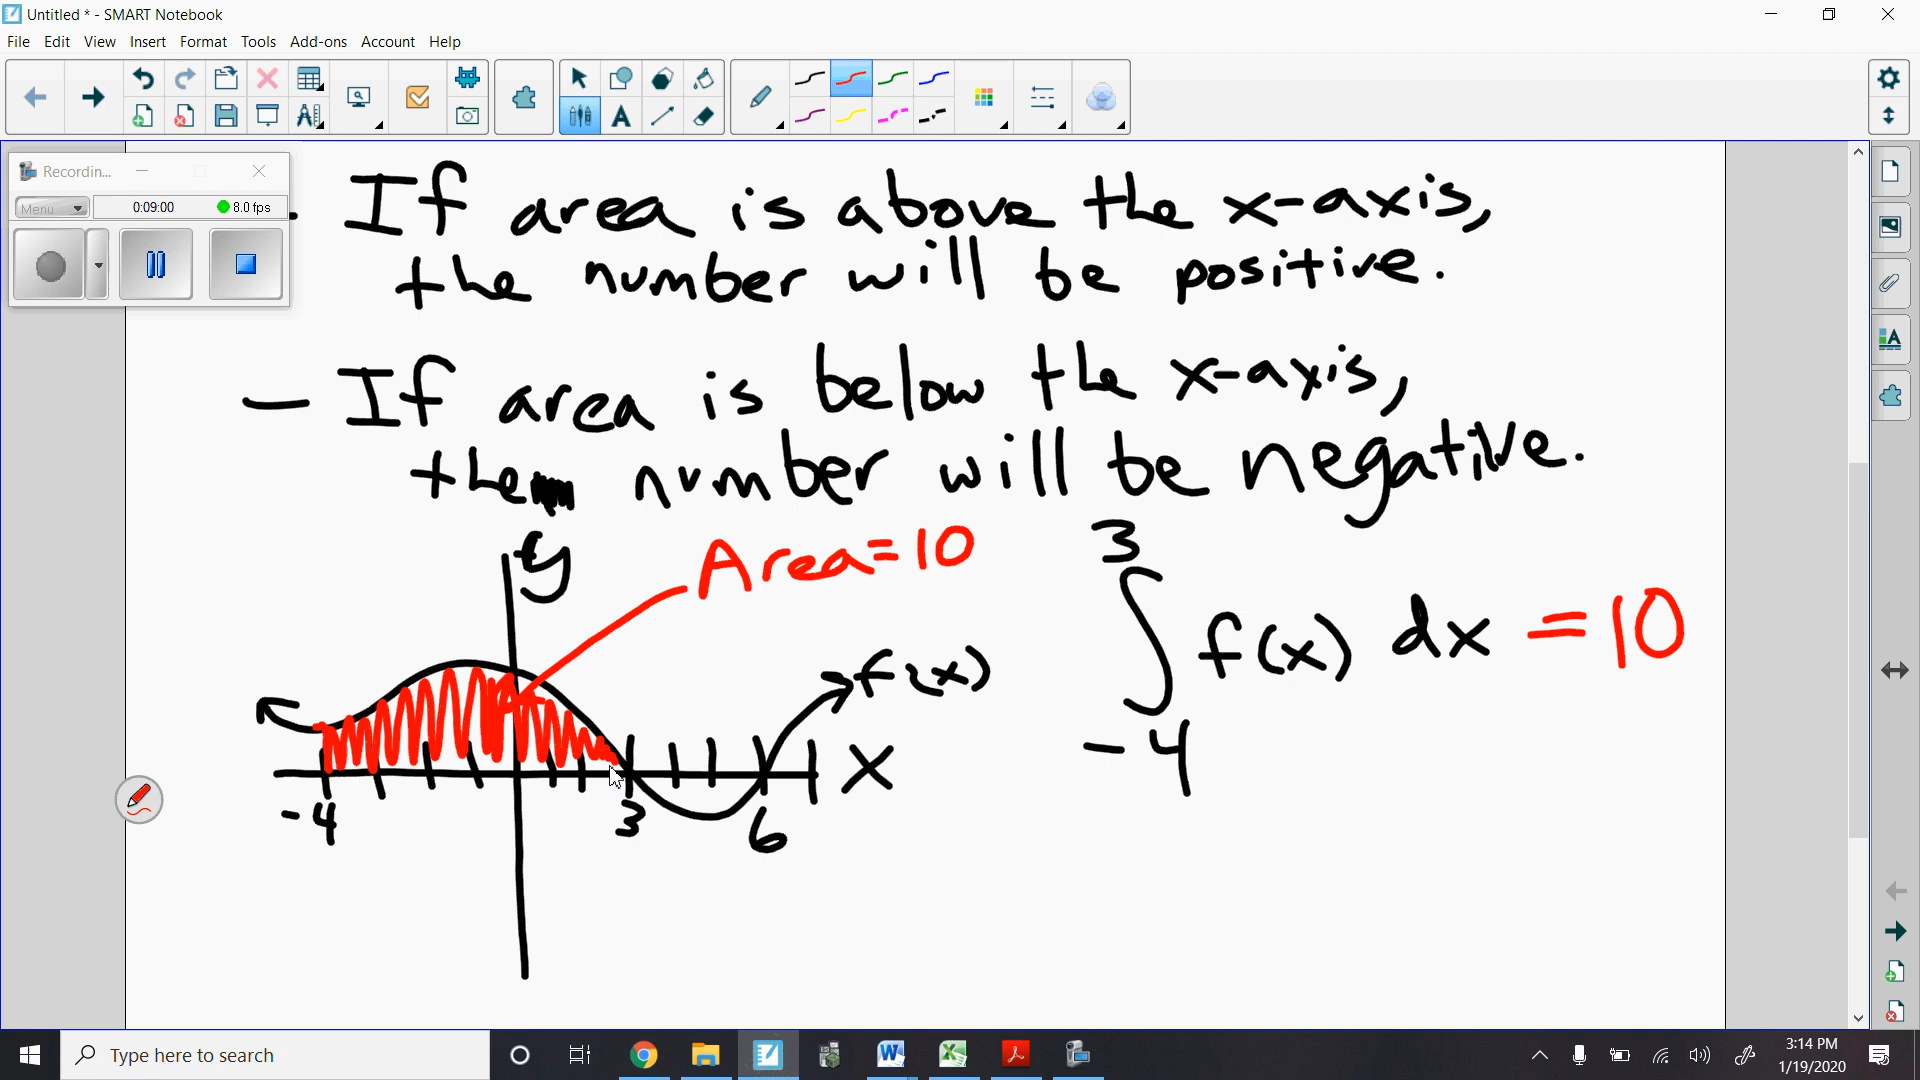 Untitled * - SMART Notebook
File Edit View Insert Format Tools Add-ons Account Help
Recordin...
Menu 0:09:00 8.0 fps
- If area is above the x-axis,
the number will be positive.
- If area is below the x-axis,
the number will be negative.
y
Area=10
3
∫ f(x) dx = 10
-4
f(x)
x
-4 3 6
Type here to search
3:14 PM
1/19/2020